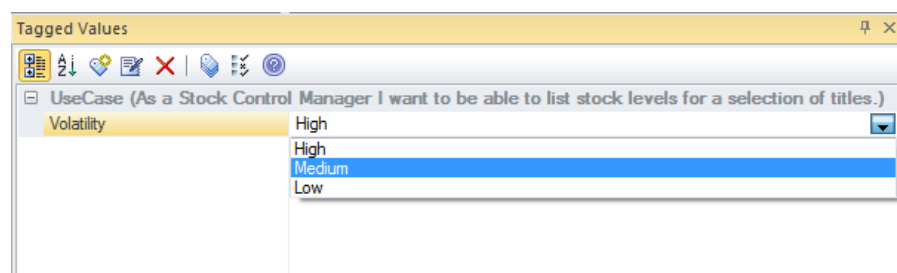 Tagged Values
UseCase (As a Stock Control Manager I want to be able to list stock levels for a selection of titles.)
Volatility High
High
Medium
Low